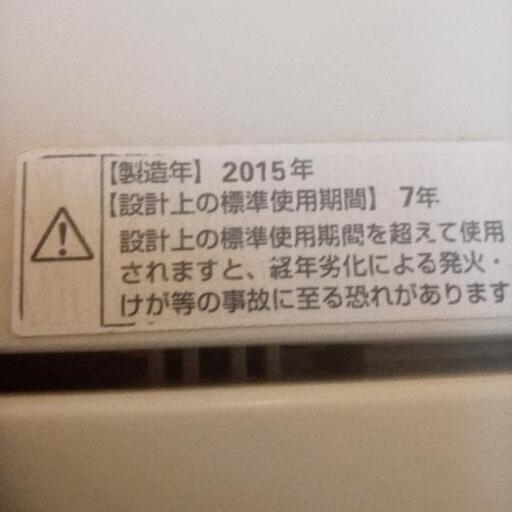 【製造年】 2015年
【設計上の標準使用期間】 7年
設計上の標準使用期間を超えて使用
されますと、経年劣化による発火・
けが等の事故に至る恐れがあります